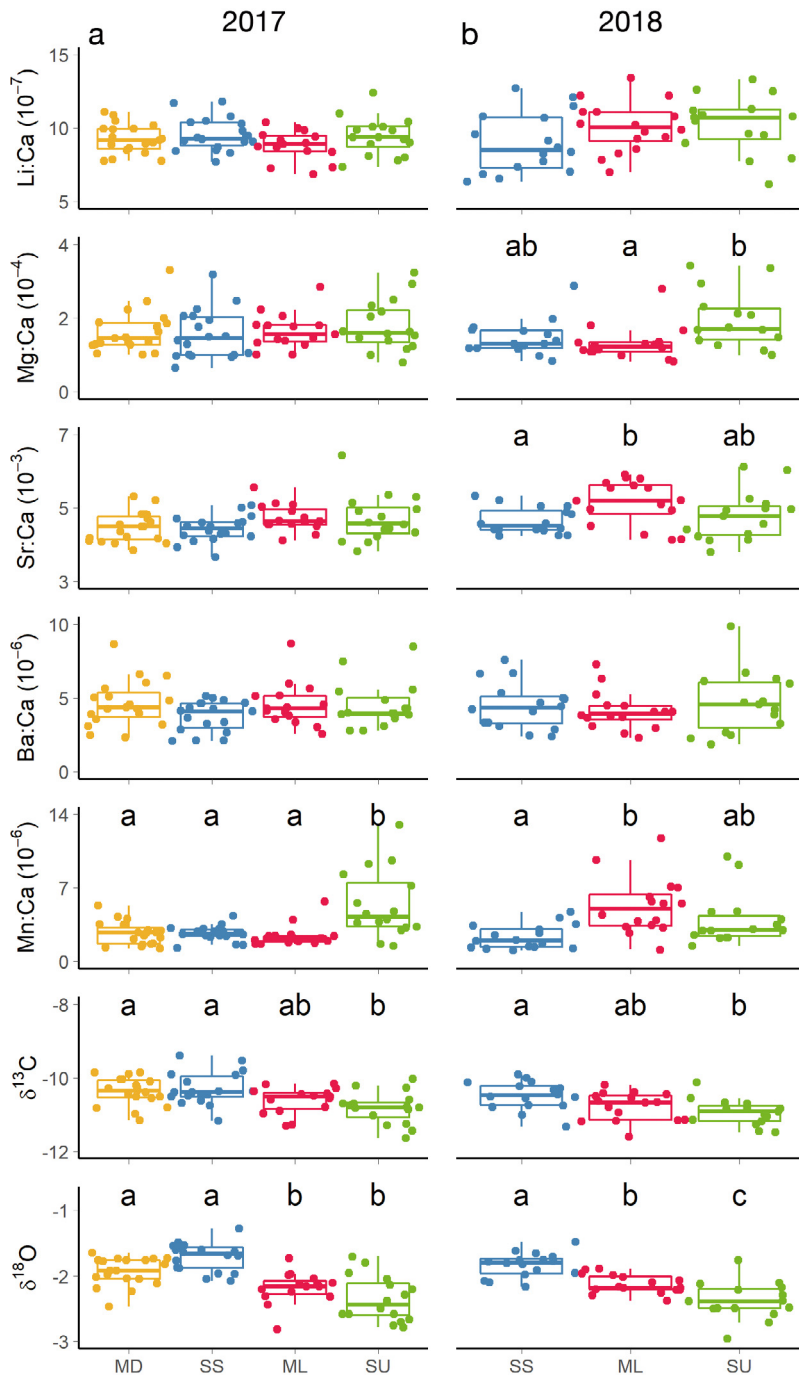 2017
2018
a
b
15
10
5
Li:Ca (10⁻⁷)
4
2
0
Mg:Ca (10⁻⁴)
ab a b
7
5
3
Sr:Ca (10⁻³)
a b ab
10
5
0
Ba:Ca (10⁻⁶)
14
7
0
Mn:Ca (10⁻⁶)
a a a b
a b ab
-8
-10
-12
δ¹³C
a a ab b
a ab b
-1
-2
-3
δ¹⁸O
a a b b
a b c
MD SS ML SU
SS ML SU